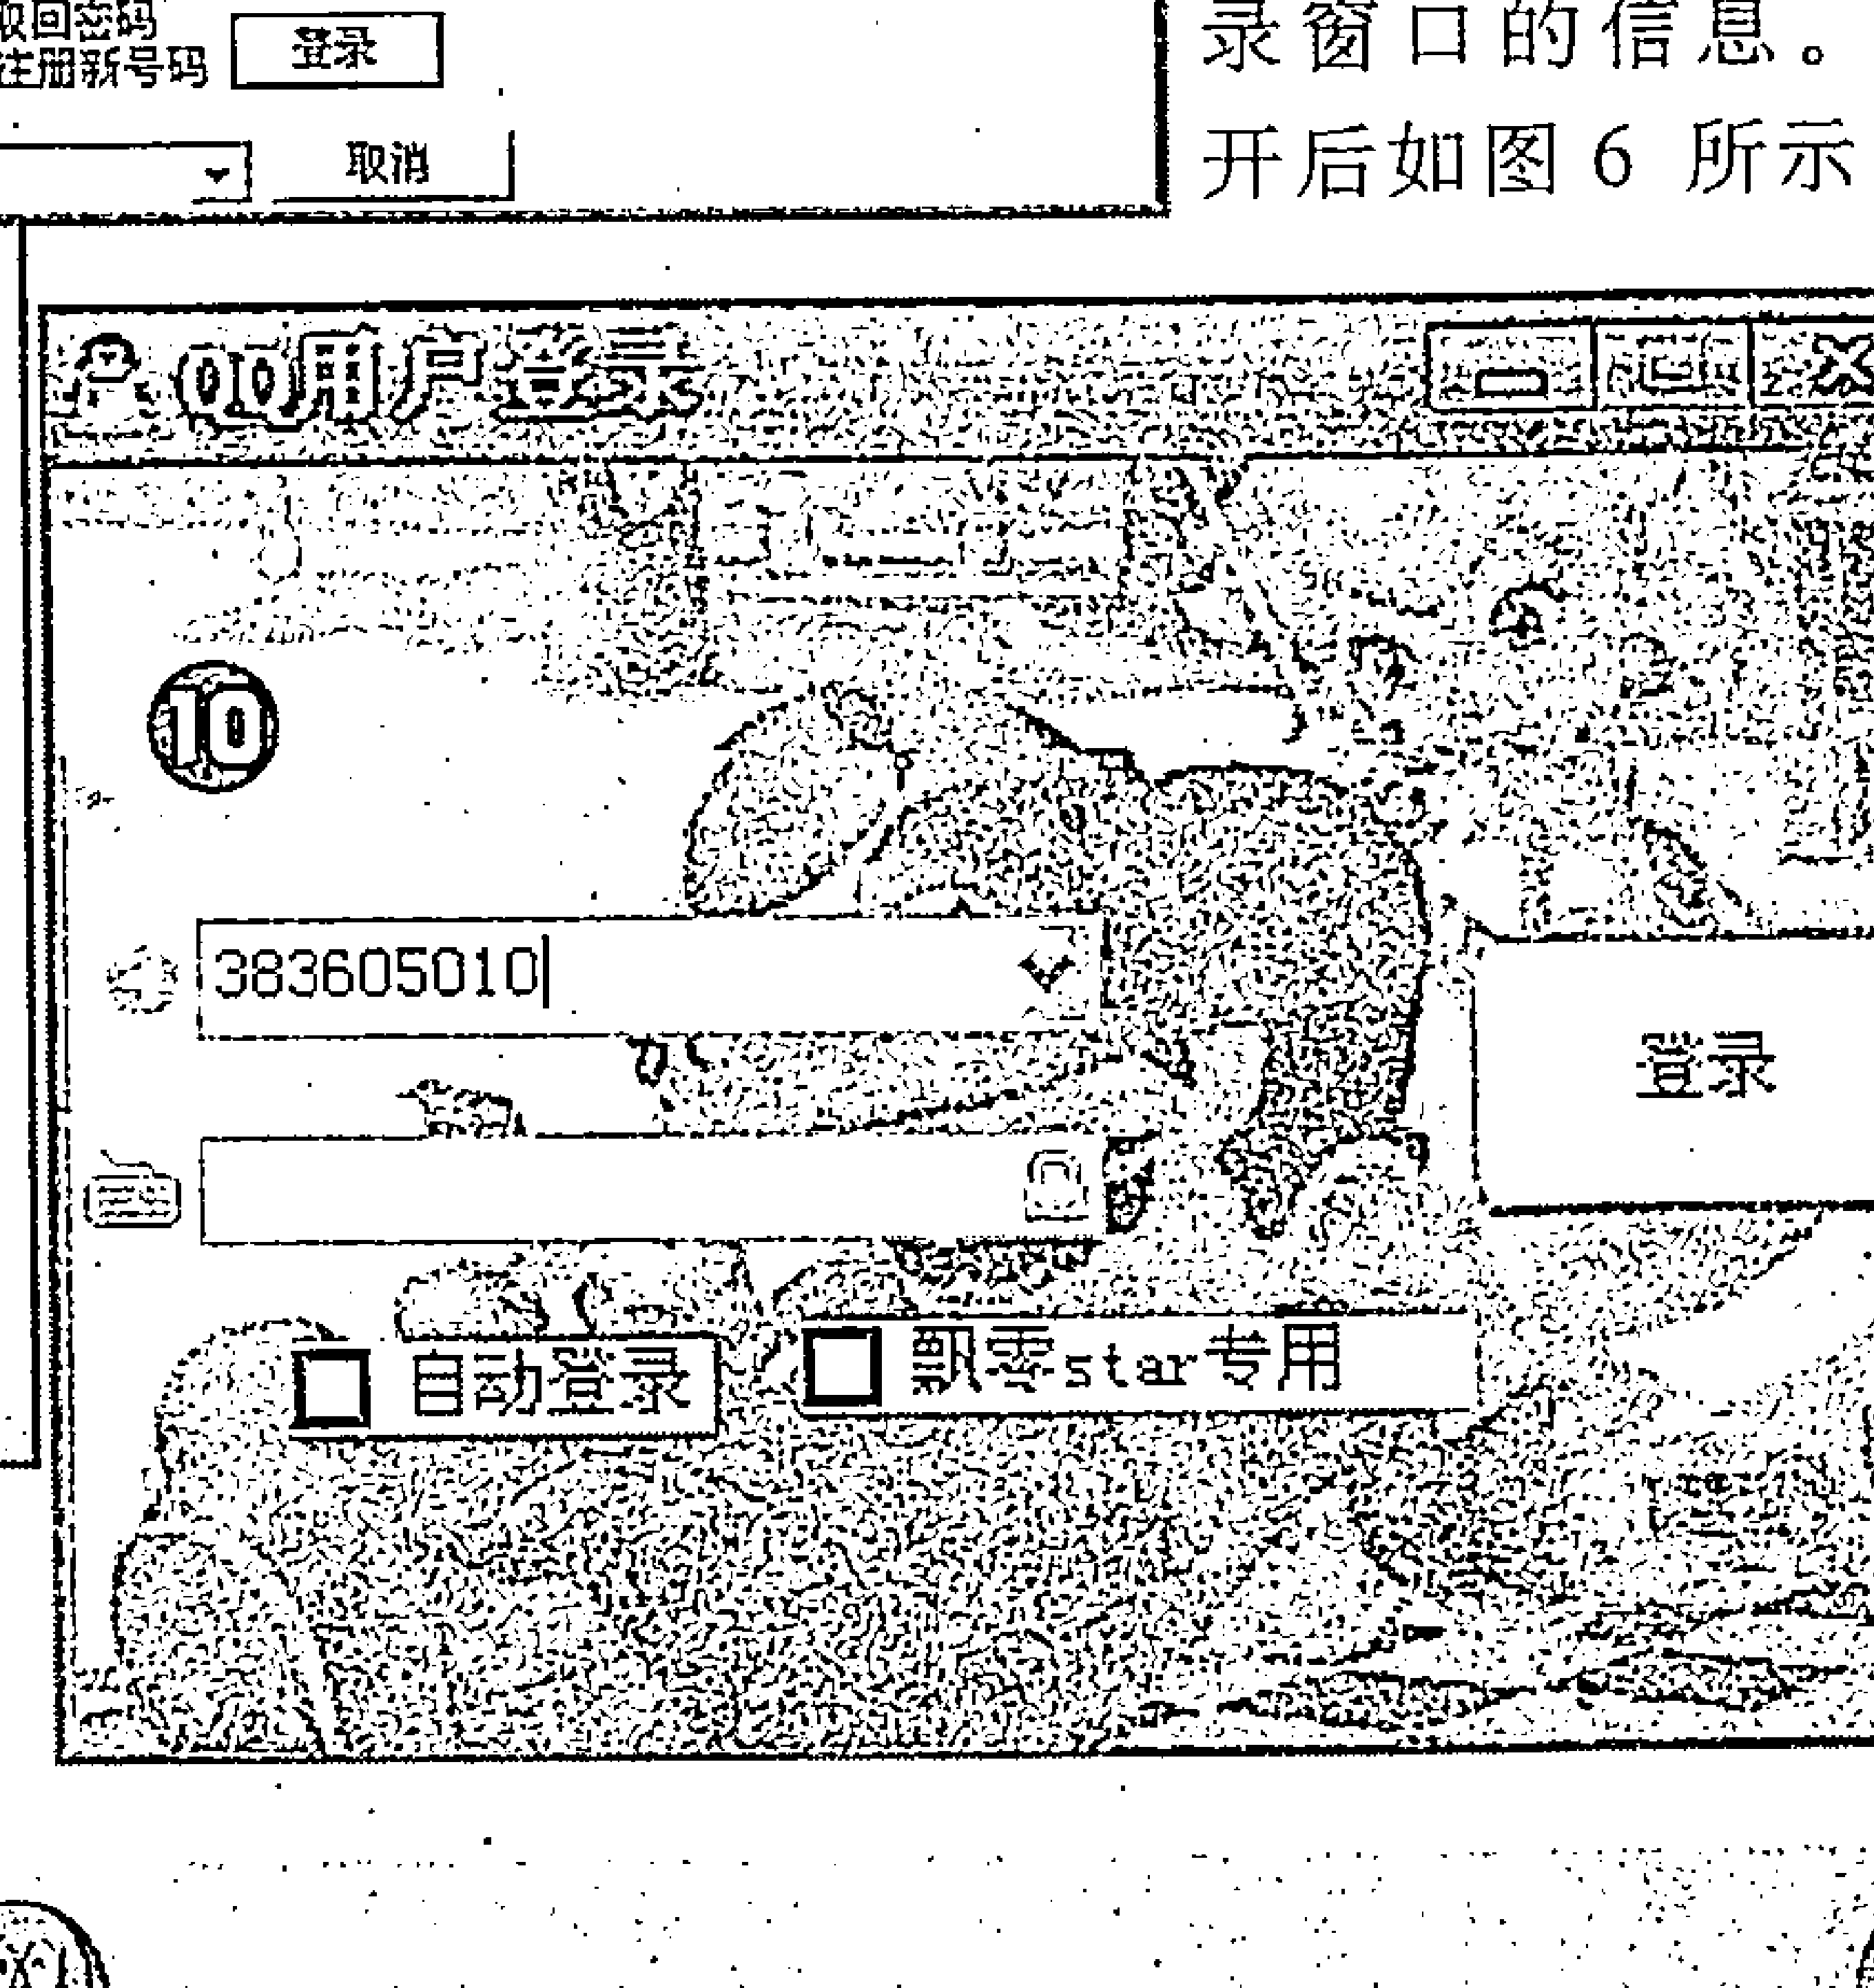 取回密码
注册新号码
登录
取消
录窗口的信息。
开后如图 6 所示
QQ用户登录
10
383605010
登录
自动登录
飘零star专用